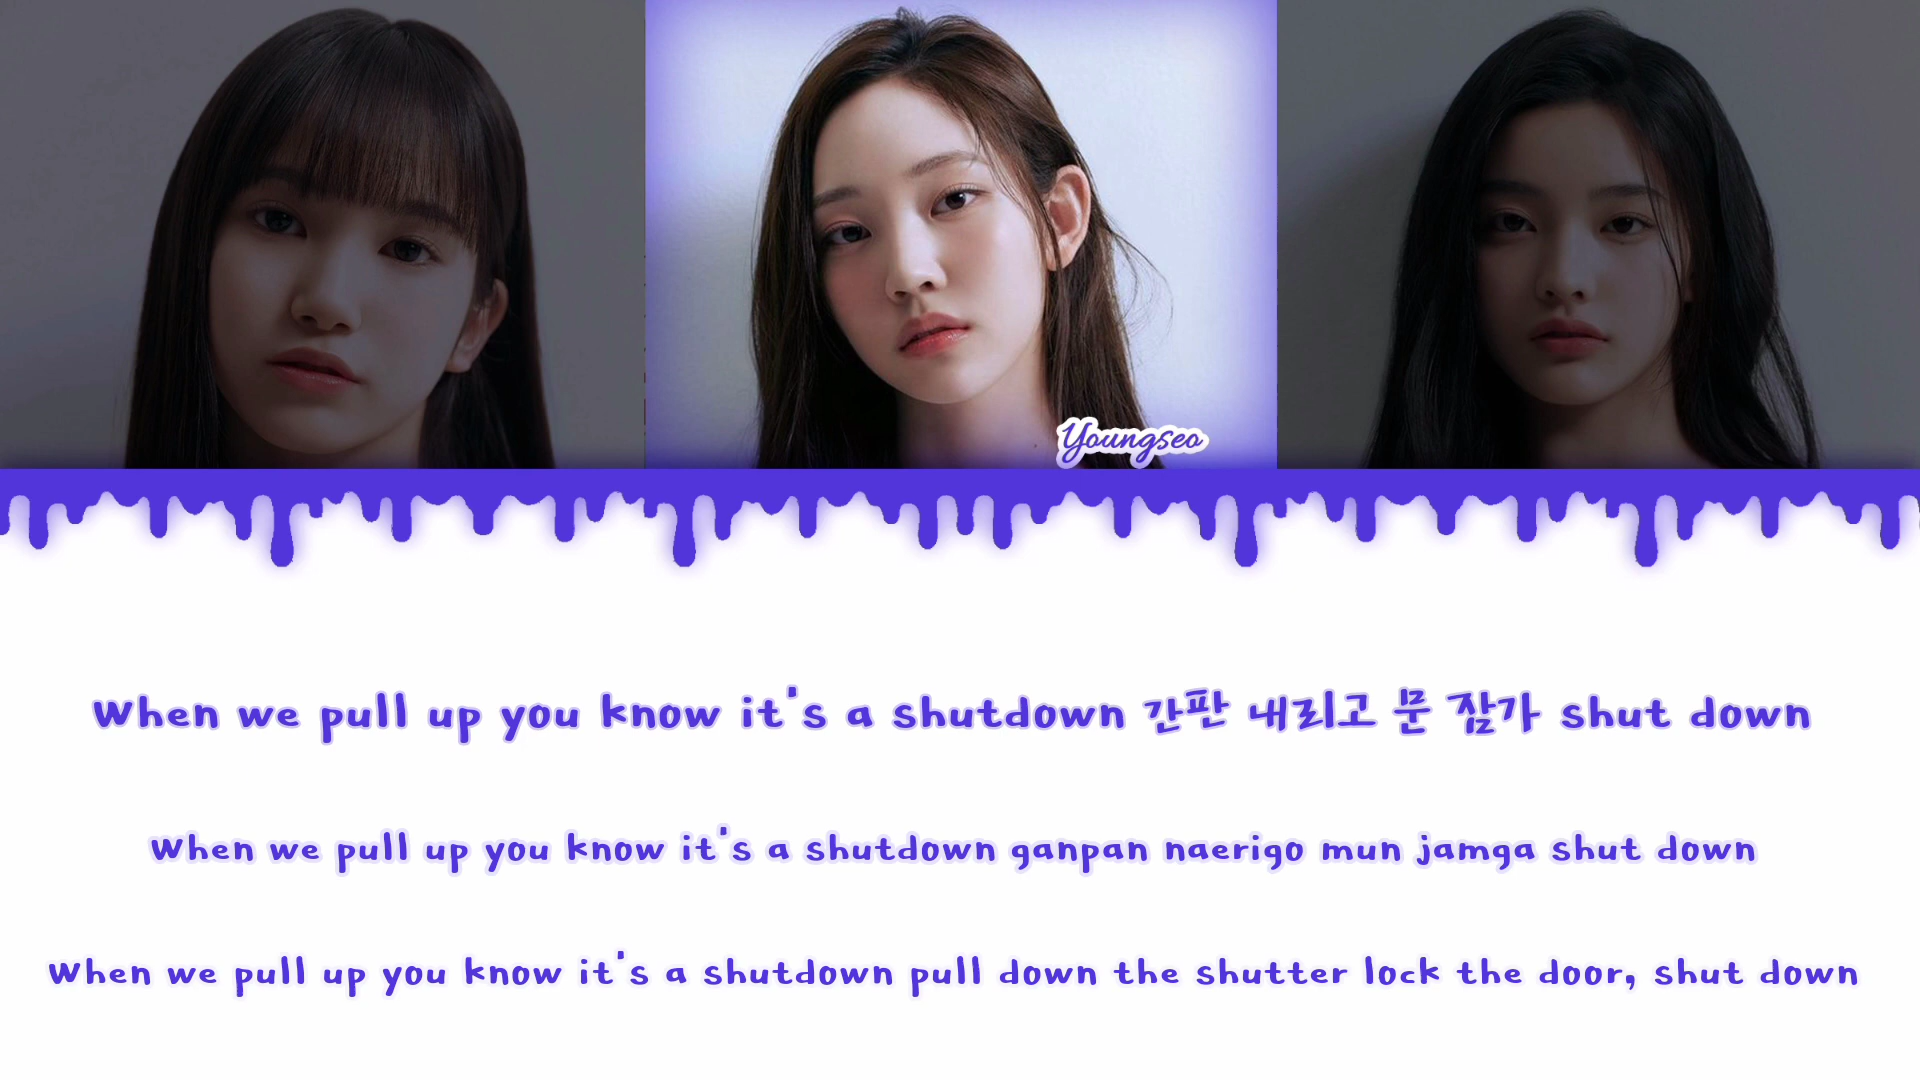 Youngseo
When we pull up you know it's a shutdown 간판 내리고 문 잠가 shut down
When we pull up you know it's a shutdown ganpan naerigo mun jamga shut down
When we pull up you know it's a shutdown pull down the shutter lock the door, shut down